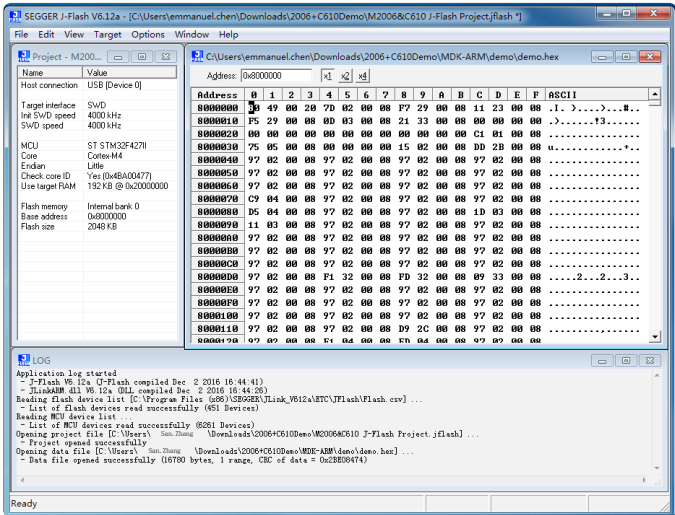 SEGGER J-Flash V6.12a - [C:\Users\emmanuel.chen\Downloads\2006+C610Demo\M2006&C610 J-Flash Project.jflash *]
File Edit View Target Options Window Help
Project - M200...
Name Value
Host connection USB [Device 0]
Target interface SWD
Init SWD speed 4000 kHz
SWD speed 4000 kHz
MCU ST STM32F427II
Core Cortex-M4
Endian Little
Check core ID Yes (0x4BA00477)
Use target RAM 192 KB @ 0x20000000
Flash memory Internal bank 0
Base address 0x8000000
Flash size 2048 KB
C:\Users\emmanuel.chen\Downloads\2006+C610Demo\MDK-ARM\demo\demo.hex
Address: 0x8000000 x1 x2 x4
Address 0 1 2 3 4 5 6 7 8 9 A B C D E F ASCII
8000000 0 49 00 20 7D 02 00 08 F7 29 00 08 11 23 00 08 .I. }....)...#..
8000010 F5 29 00 08 0D 03 00 08 21 33 00 08 00 00 00 00 .)......!3......
8000020 00 00 00 00 00 00 00 00 00 00 00 00 C1 01 00 08 ................
8000030 75 05 00 08 00 00 00 00 15 02 00 08 DD 2B 00 08 u............+..
8000040 97 02 00 08 97 02 00 08 97 02 00 08 97 02 00 08 ................
8000050 97 02 00 08 97 02 00 08 97 02 00 08 97 02 00 08 ................
8000060 97 02 00 08 97 02 00 08 97 02 00 08 97 02 00 08 ................
8000070 C9 04 00 08 97 02 00 08 97 02 00 08 97 02 00 08 ................
8000080 D5 04 00 08 97 02 00 08 97 02 00 08 1D 03 00 08 ................
8000090 11 03 00 08 97 02 00 08 97 02 00 08 97 02 00 08 ................
80000A0 97 02 00 08 97 02 00 08 97 02 00 08 97 02 00 08 ................
80000B0 97 02 00 08 97 02 00 08 97 02 00 08 97 02 00 08 ................
80000C0 97 02 00 08 97 02 00 08 97 02 00 08 97 02 00 08 ................
80000D0 97 02 00 08 F1 32 00 08 FD 32 00 08 09 33 00 08 .....2...2...3..
80000E0 97 02 00 08 97 02 00 08 97 02 00 08 97 02 00 08 ................
80000F0 97 02 00 08 97 02 00 08 97 02 00 08 97 02 00 08 ................
8000100 97 02 00 08 97 02 00 08 97 02 00 08 97 02 00 08 ................
8000110 97 02 00 08 97 02 00 08 D9 2C 00 08 97 02 00 08 .........,......
8000120 97 02 00 08 E1 04 00 08 ED 04 00 08 97 02 00 08 ................
LOG
Application log started
- J-Flash V6.12a (J-Flash compiled Dec 2 2016 16:44:41)
- JLinkARM.dll V6.12a (DLL compiled Dec 2 2016 16:44:26)
Reading flash device list [C:\Program Files (x86)\SEGGER\JLink_V612a\ETC\JFlash\Flash.csv] ...
- List of flash devices read successfully (451 Devices)
Reading MCU device list ...
- List of MCU devices read successfully (6261 Devices)
Opening project file [C:\Users\ San.Zhang \Downloads\2006+C610Demo\M2006&C610 J-Flash Project.jflash] ...
- Project opened successfully
Opening data file [C:\Users\ San.Zhang \Downloads\2006+C610Demo\MDK-ARM\demo\demo.hex] ...
- Data file opened successfully (16780 bytes, 1 range, CRC of data = 0x2BE08474)
Ready